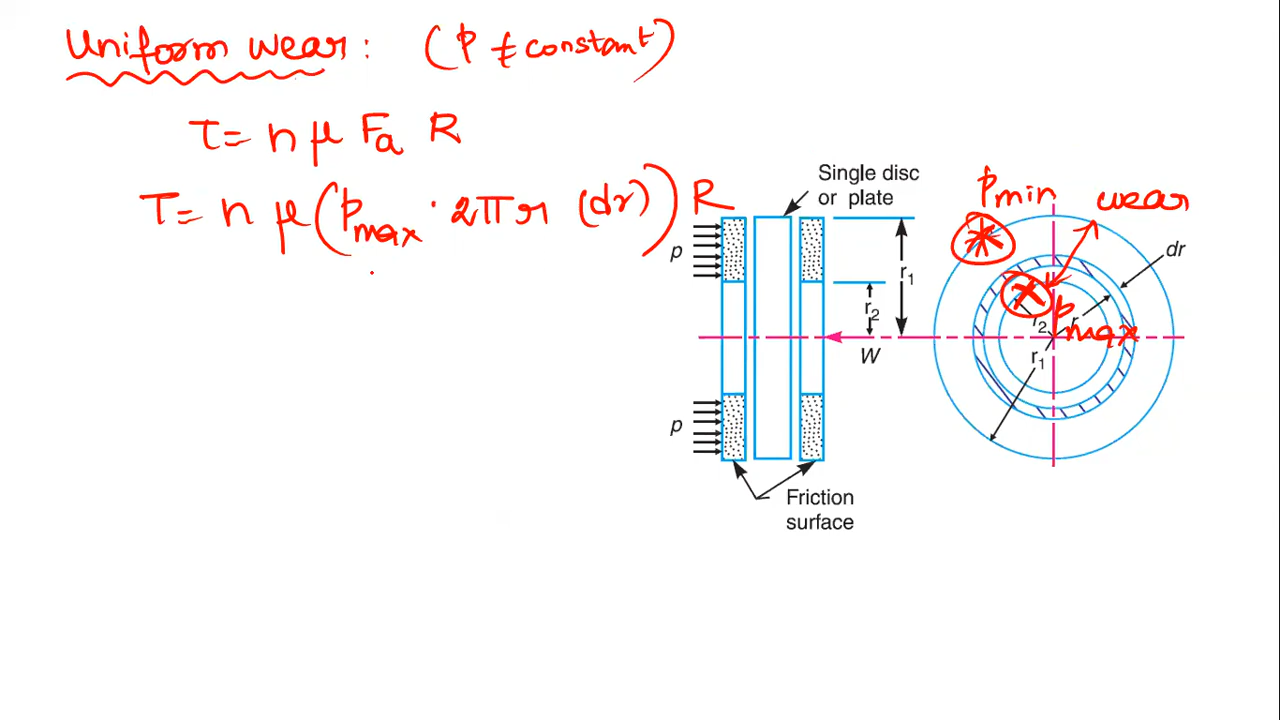 Uniform wear: (p ≠ constant)
T = n μ Fa R
T = n μ (pmax · 2πr (dr)) R
Single disc
or plate
p
r1
r2
W
p
Friction
surface
pmin
wear
dr
r
r2
pmax
r1